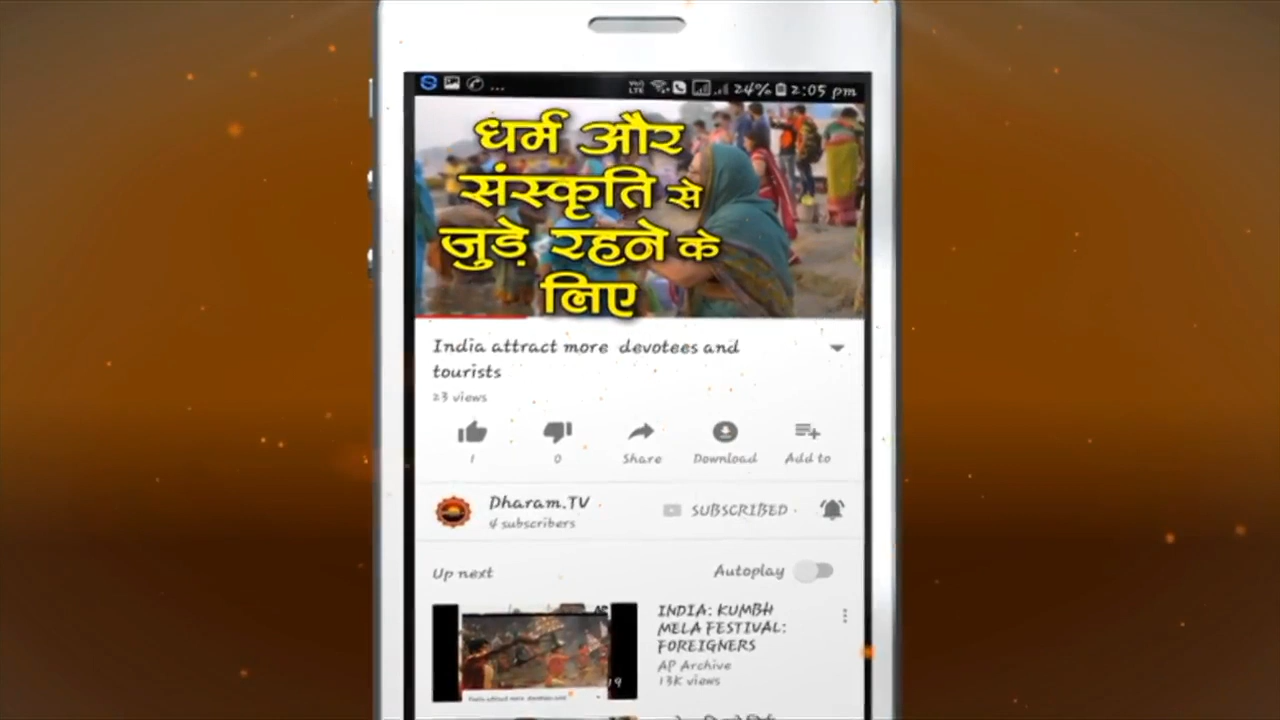 24% 2:05 pm
धर्म और
संस्कृति से
जुड़े रहने के
लिए
India attract more devotees and
tourists
23 views
1
0
Share
Download
Add to
Dharam.TV
4 subscribers
SUBSCRIBED
Up next
Autoplay
INDIA: KUMBH
MELA FESTIVAL:
FOREIGNERS
AP Archive
13K views